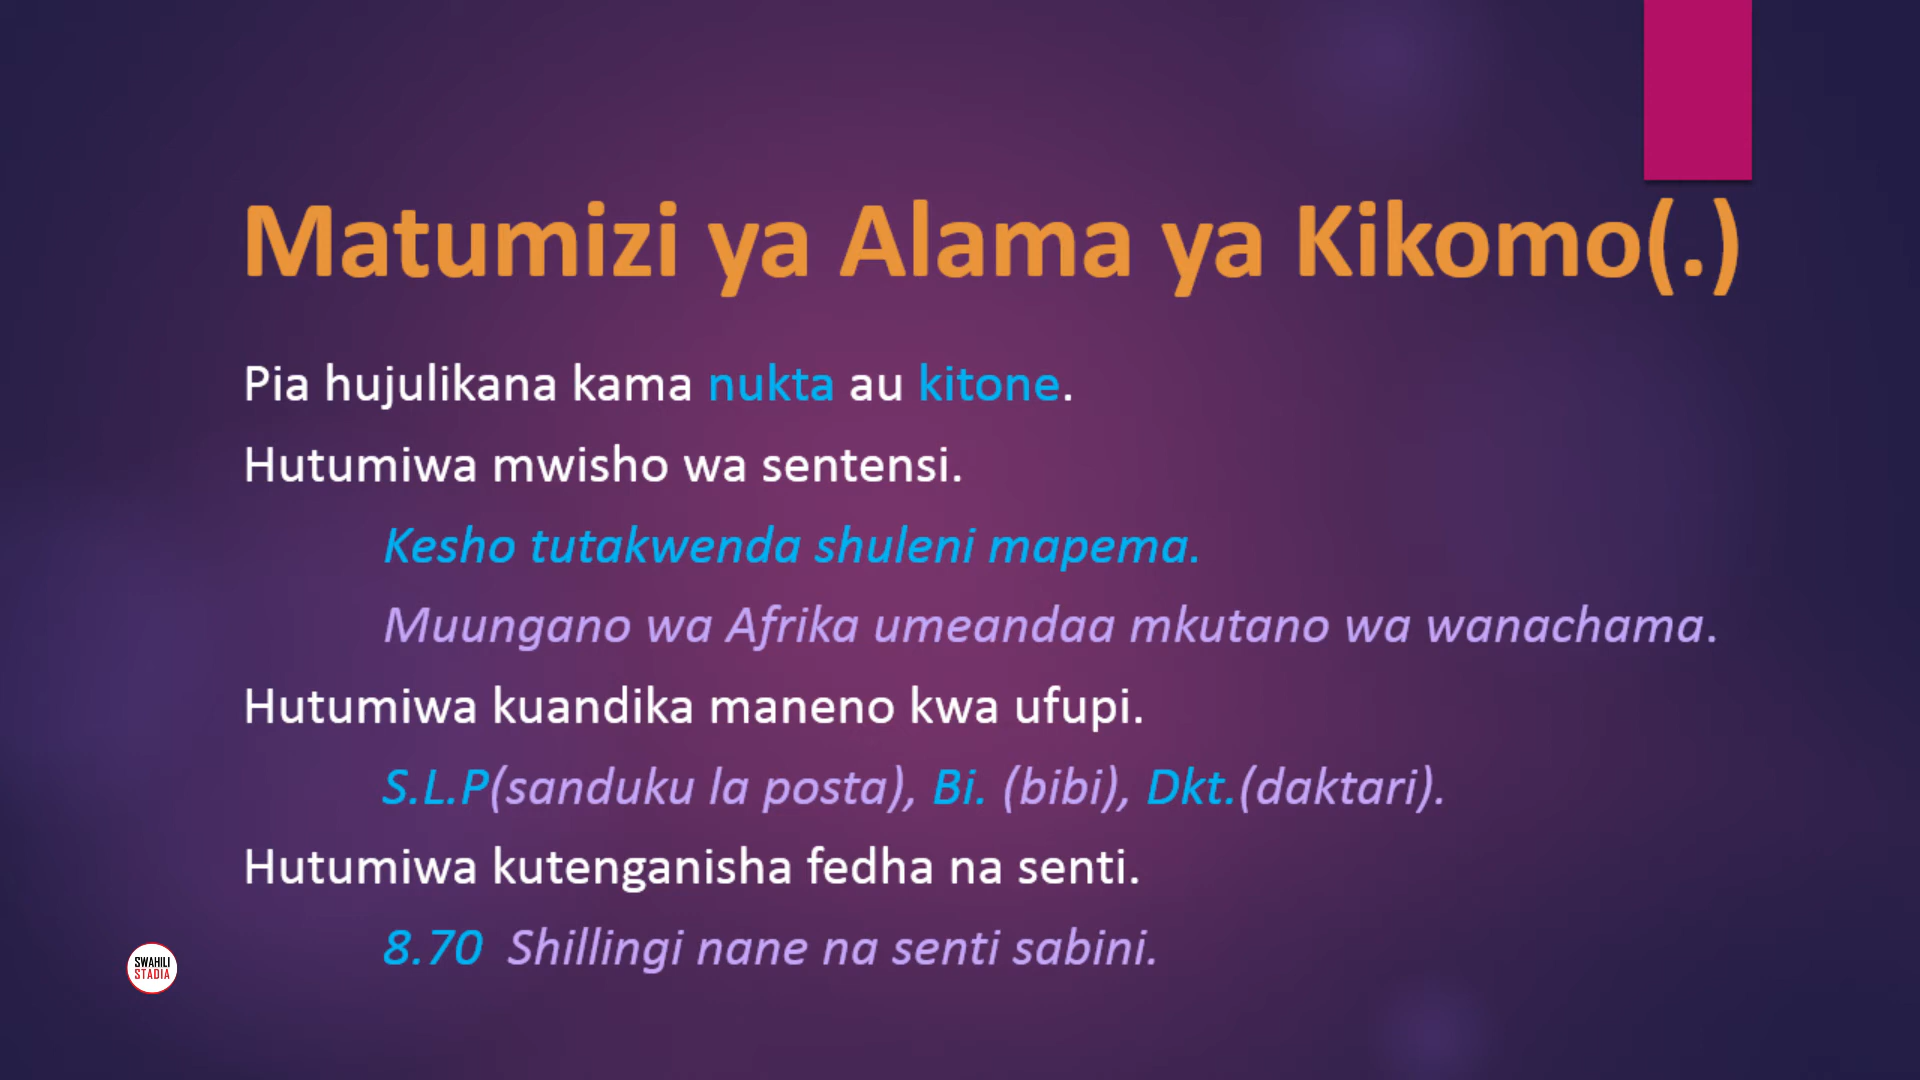 Matumizi ya Alama ya Kikomo(.)
Pia hujulikana kama nukta au kitone.
Hutumiwa mwisho wa sentensi.
Kesho tutakwenda shuleni mapema.
Muungano wa Afrika umeandaa mkutano wa wanachama.
Hutumiwa kuandika maneno kwa ufupi.
S.L.P(sanduku la posta), Bi. (bibi), Dkt.(daktari).
Hutumiwa kutenganisha fedha na senti.
8.70 Shillingi nane na senti sabini.
SWAHILI
STADIA